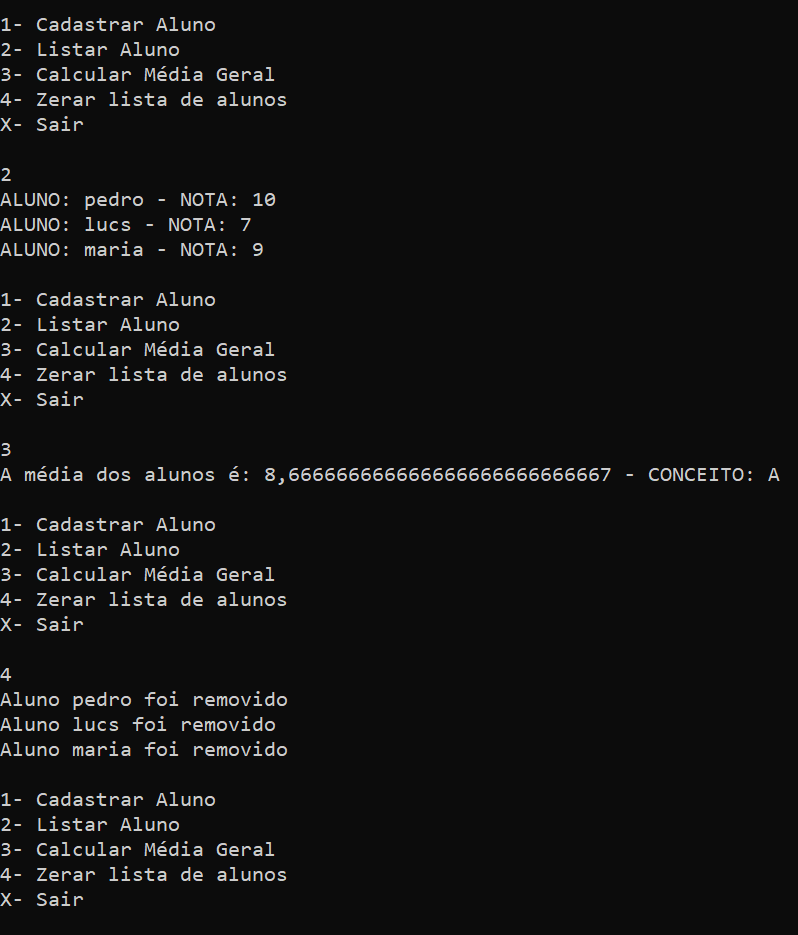 1- Cadastrar Aluno
2- Listar Aluno
3- Calcular Média Geral
4- Zerar lista de alunos
X- Sair
2
ALUNO: pedro - NOTA: 10
ALUNO: lucs - NOTA: 7
ALUNO: maria - NOTA: 9
1- Cadastrar Aluno
2- Listar Aluno
3- Calcular Média Geral
4- Zerar lista de alunos
X- Sair
3
A média dos alunos é: 8,666666666666666666666666667 - CONCEITO: A
1- Cadastrar Aluno
2- Listar Aluno
3- Calcular Média Geral
4- Zerar lista de alunos
X- Sair
4
Aluno pedro foi removido
Aluno lucs foi removido
Aluno maria foi removido
1- Cadastrar Aluno
2- Listar Aluno
3- Calcular Média Geral
4- Zerar lista de alunos
X- Sair